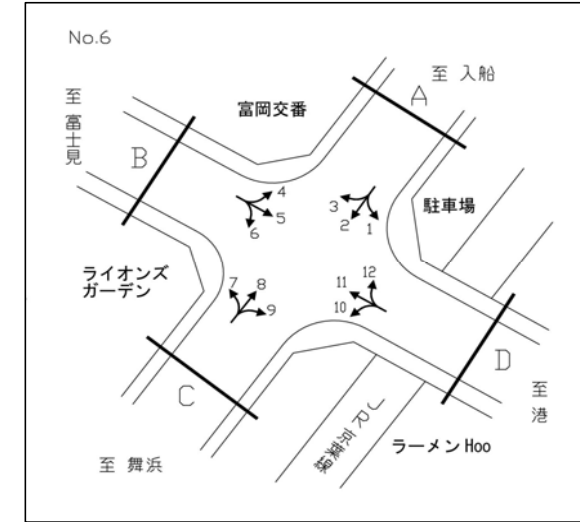 No.6
至 入船
A
至 富士見
富岡交番
B
駐車場
4
5
6
3
2
1
ライオンズ
ガーデン
7
8
9
11
12
10
C
D
至 港
JR京葉線
ラーメン Hoo
至 舞浜